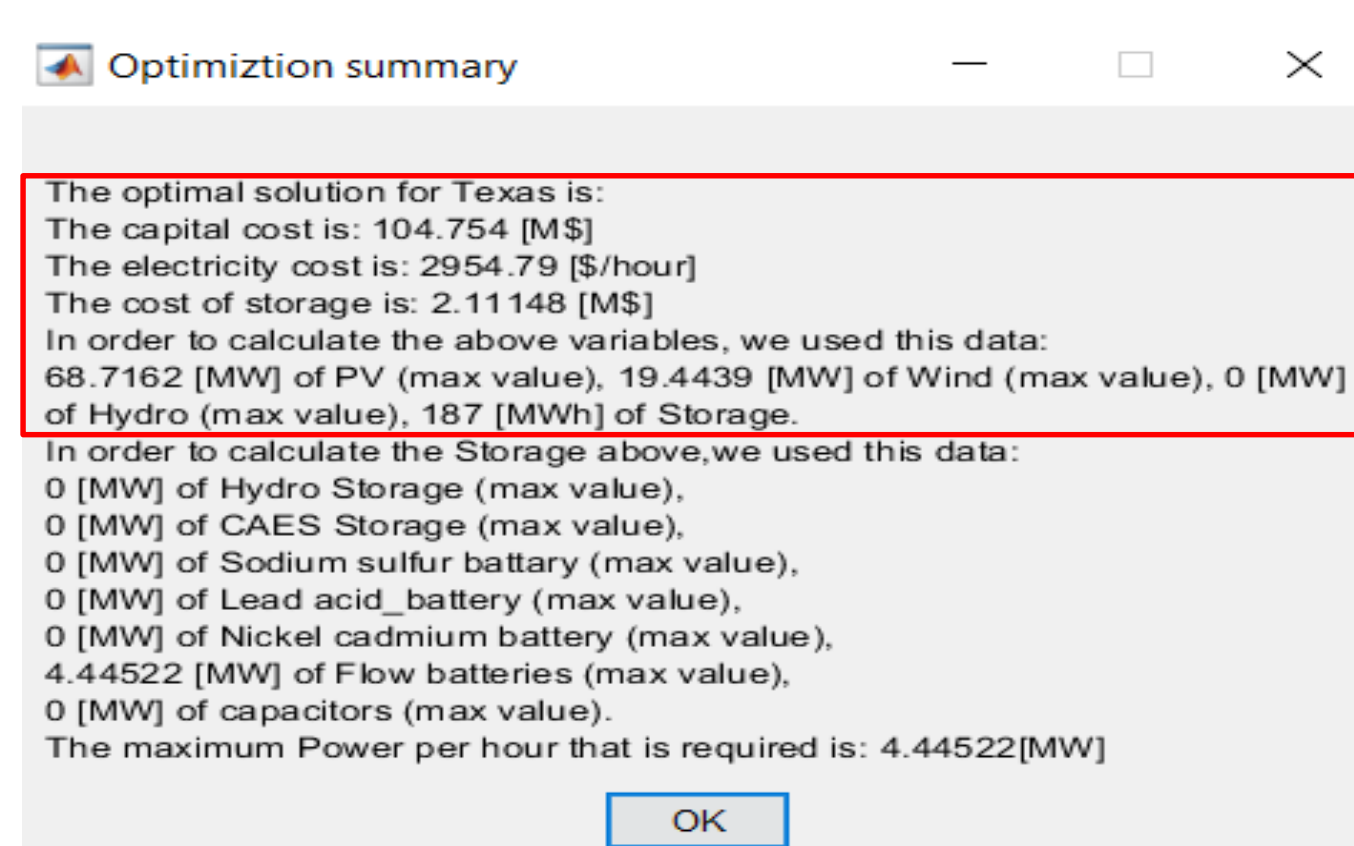 Optimiztion summary
The optimal solution for Texas is:
The capital cost is: 104.754 [M$]
The electricity cost is: 2954.79 [$/hour]
The cost of storage is: 2.11148 [M$]
In order to calculate the above variables, we used this data:
68.7162 [MW] of PV (max value), 19.4439 [MW] of Wind (max value), 0 [MW]
of Hydro (max value), 187 [MWh] of Storage.
In order to calculate the Storage above,we used this data:
0 [MW] of Hydro Storage (max value),
0 [MW] of CAES Storage (max value),
0 [MW] of Sodium sulfur battary (max value),
0 [MW] of Lead acid_battery (max value),
0 [MW] of Nickel cadmium battery (max value),
4.44522 [MW] of Flow batteries (max value),
0 [MW] of capacitors (max value).
The maximum Power per hour that is required is: 4.44522[MW]
OK